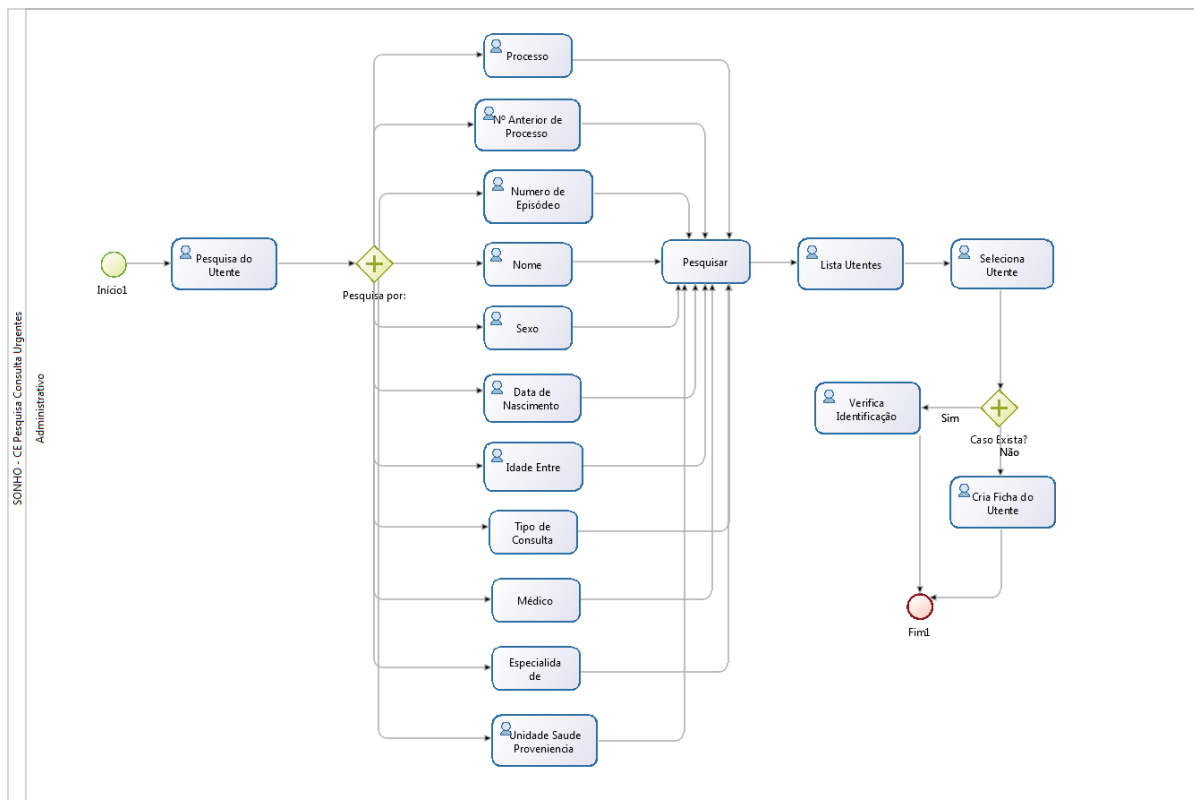 SONHO - CE Pesquisa Consulta Urgentes
Administrativo
Início1
Pesquisa do
Utente
Pesquisa por:
Processo
Nº Anterior de
Processo
Numero de
Episódeo
Nome
Sexo
Data de
Nascimento
Idade Entre
Tipo de
Consulta
Médico
Especialida
de
Unidade Saude
Proveniencia
Pesquisar
Lista Utentes
Seleciona
Utente
Caso Exista?
Sim
Não
Verifica
Identificação
Cria Ficha do
Utente
Fim1